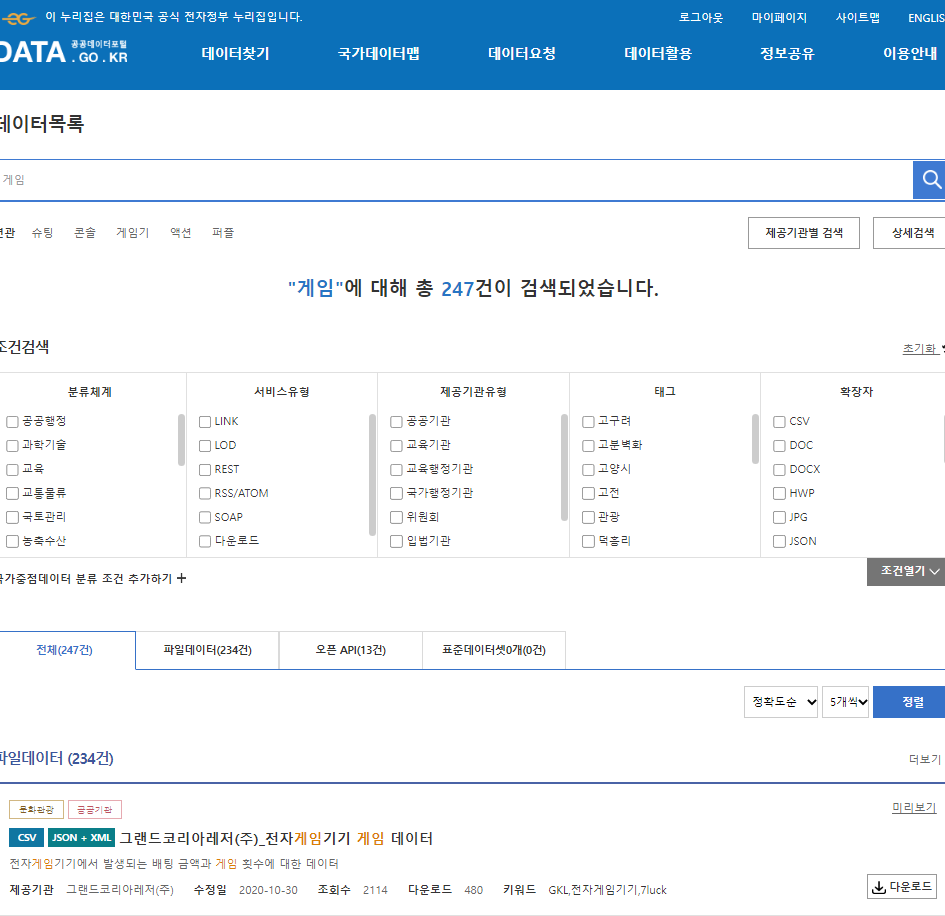 이 누리집은 대한민국 공식 전자정부 누리집입니다.
로그아웃 마이페이지 사이트맵 ENGLIS
DATA 공공데이터포털 .GO.KR
데이터찾기 국가데이터맵 데이터요청 데이터활용 정보공유 이용안내
데이터목록
게임
연관 슈팅 콘솔 게임기 액션 퍼즐
제공기관별 검색 상세검색
"게임"에 대해 총 247건이 검색되었습니다.
조건검색
초기화
분류체계 서비스유형 제공기관유형 태그 확장자
공공행정 LINK 공공기관 고구려 CSV
과학기술 LOD 교육기관 고분벽화 DOC
교육 REST 교육행정기관 고양시 DOCX
교통물류 RSS/ATOM 국가행정기관 고전 HWP
국토관리 SOAP 위원회 관광 JPG
농축수산 다운로드 입법기관 덕흥리 JSON
국가중점데이터 분류 조건 추가하기 +
조건열기
전체(247건) 파일데이터(234건) 오픈 API(13건) 표준데이터셋0개(0건)
정확도순 5개씩 정렬
파일데이터 (234건)
더보기
문화관광 공공기관
미리보기
CSV JSON + XML 그랜드코리아레저(주)_전자게임기기 게임 데이터
전자게임기기에서 발생되는 배팅 금액과 게임 횟수에 대한 데이터
제공기관 그랜드코리아레저(주) 수정일 2020-10-30 조회수 2114 다운로드 480 키워드 GKL,전자게임기기,7luck
다운로드